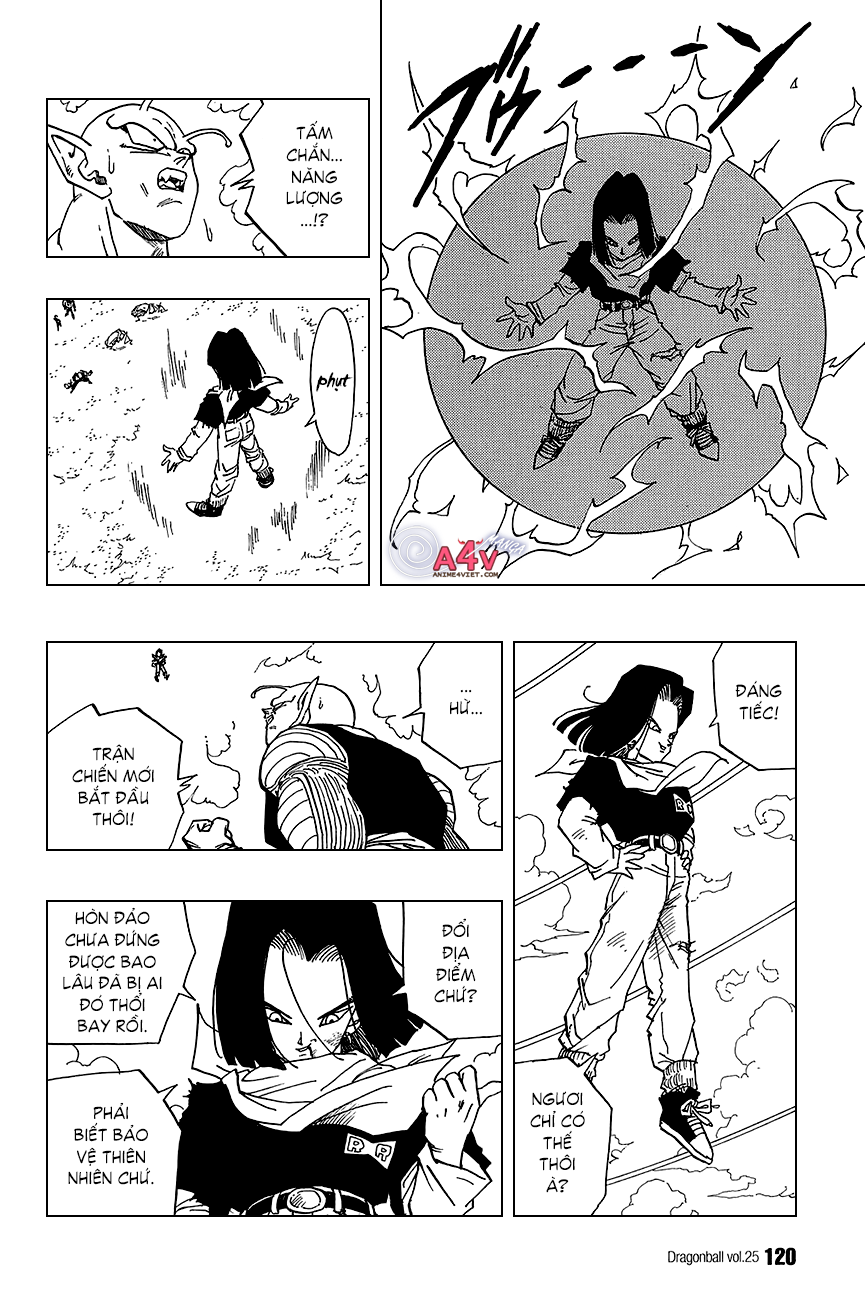 ブゥーーーン
TẤM
CHẮN...
NĂNG
LƯỢNG
...!?
phụt
A4V
MANGA
ANIME4VIET.COM
ĐÁNG
TIẾC!
RR
NGƯƠI
CHỈ CÓ
THẾ
THÔI
À?
...
HỪ...
TRẬN
CHIẾN MỚI
BẮT ĐẦU
THÔI!
ĐỔI
ĐỊA
ĐIỂM
CHỨ?
HÒN ĐẢO
CHƯA ĐỨNG
ĐƯỢC BAO
LÂU ĐÃ BỊ AI
ĐÓ THỔI
BAY RỒI.
PHẢI
BIẾT BẢO
VỆ THIÊN
NHIÊN CHỨ.
RR
Dragonball vol.25 120